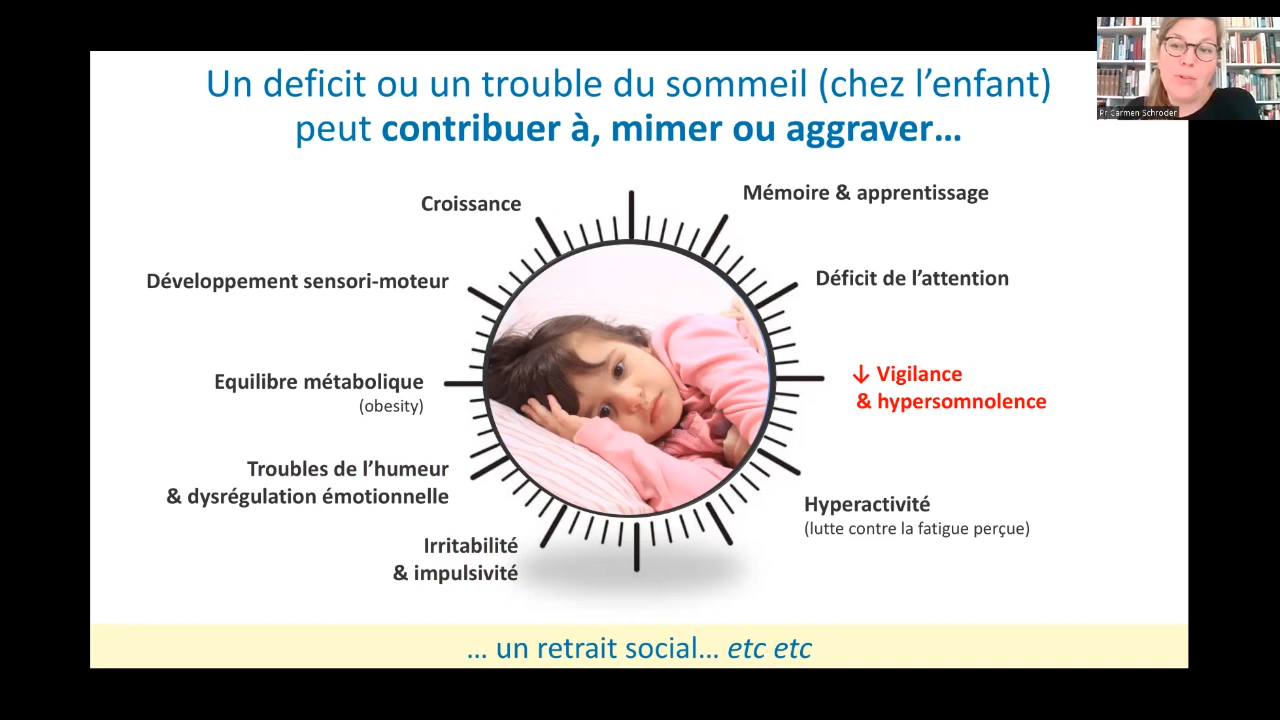 Un deficit ou un trouble du sommeil (chez l'enfant)
peut contribuer à, mimer ou aggraver…
Pr Carmen Schroder
Croissance
Mémoire & apprentissage
Développement sensori-moteur
Déficit de l'attention
Equilibre métabolique
(obesity)
↓ Vigilance
& hypersomnolence
Troubles de l'humeur
& dysrégulation émotionnelle
Hyperactivité
(lutte contre la fatigue perçue)
Irritabilité
& impulsivité
… un retrait social… etc etc